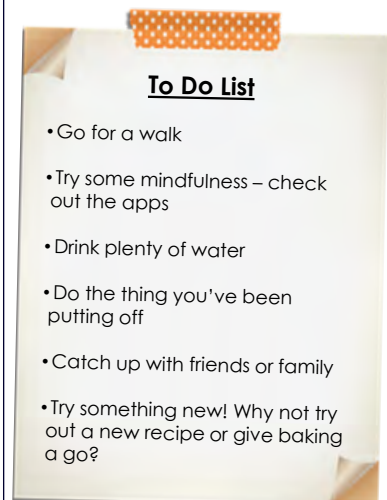 To Do List
•Go for a walk
•Try some mindfulness – check
out the apps
•Drink plenty of water
•Do the thing you’ve been
putting off
•Catch up with friends or family
•Try something new! Why not try
out a new recipe or give baking
a go?